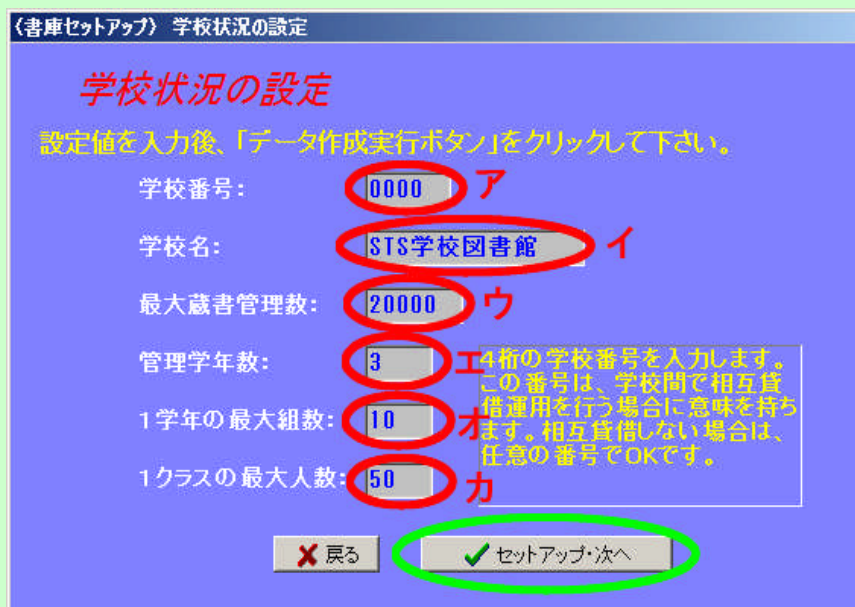 〈書庫セットアップ〉 学校状況の設定
学校状況の設定
設定値を入力後、「データ作成実行ボタン」をクリックして下さい。
学校番号: 0000 ア
学校名: STS学校図書館 イ
最大蔵書管理数: 20000 ウ
管理学年数: 3 エ
1学年の最大組数: 10 オ
1クラスの最大人数: 50 カ
4桁の学校番号を入力します。
この番号は、学校間で相互貸
借運用を行う場合に意味を持ち
ます。相互貸借しない場合は、
任意の番号でOKです。
戻る
セットアップ・次へ